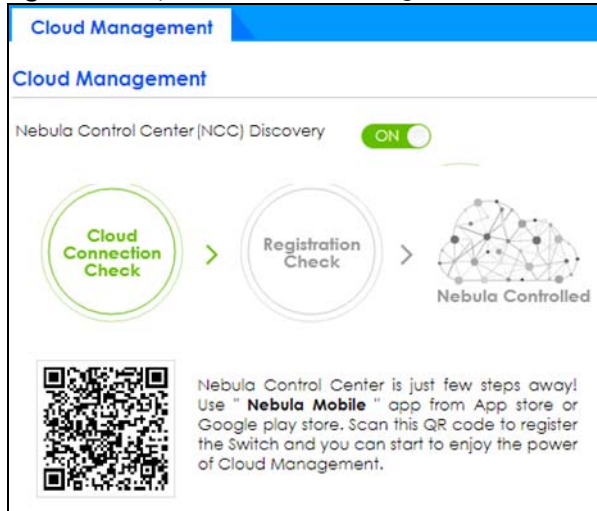 Cloud Management
Cloud Management
Nebula Control Center (NCC) Discovery
ON
Cloud
Connection
Check
>
Registration
Check
>
Nebula Controlled
Nebula Control Center is just few steps away!
Use " Nebula Mobile " app from App store or
Google play store. Scan this QR code to register
the Switch and you can start to enjoy the power
of Cloud Management.